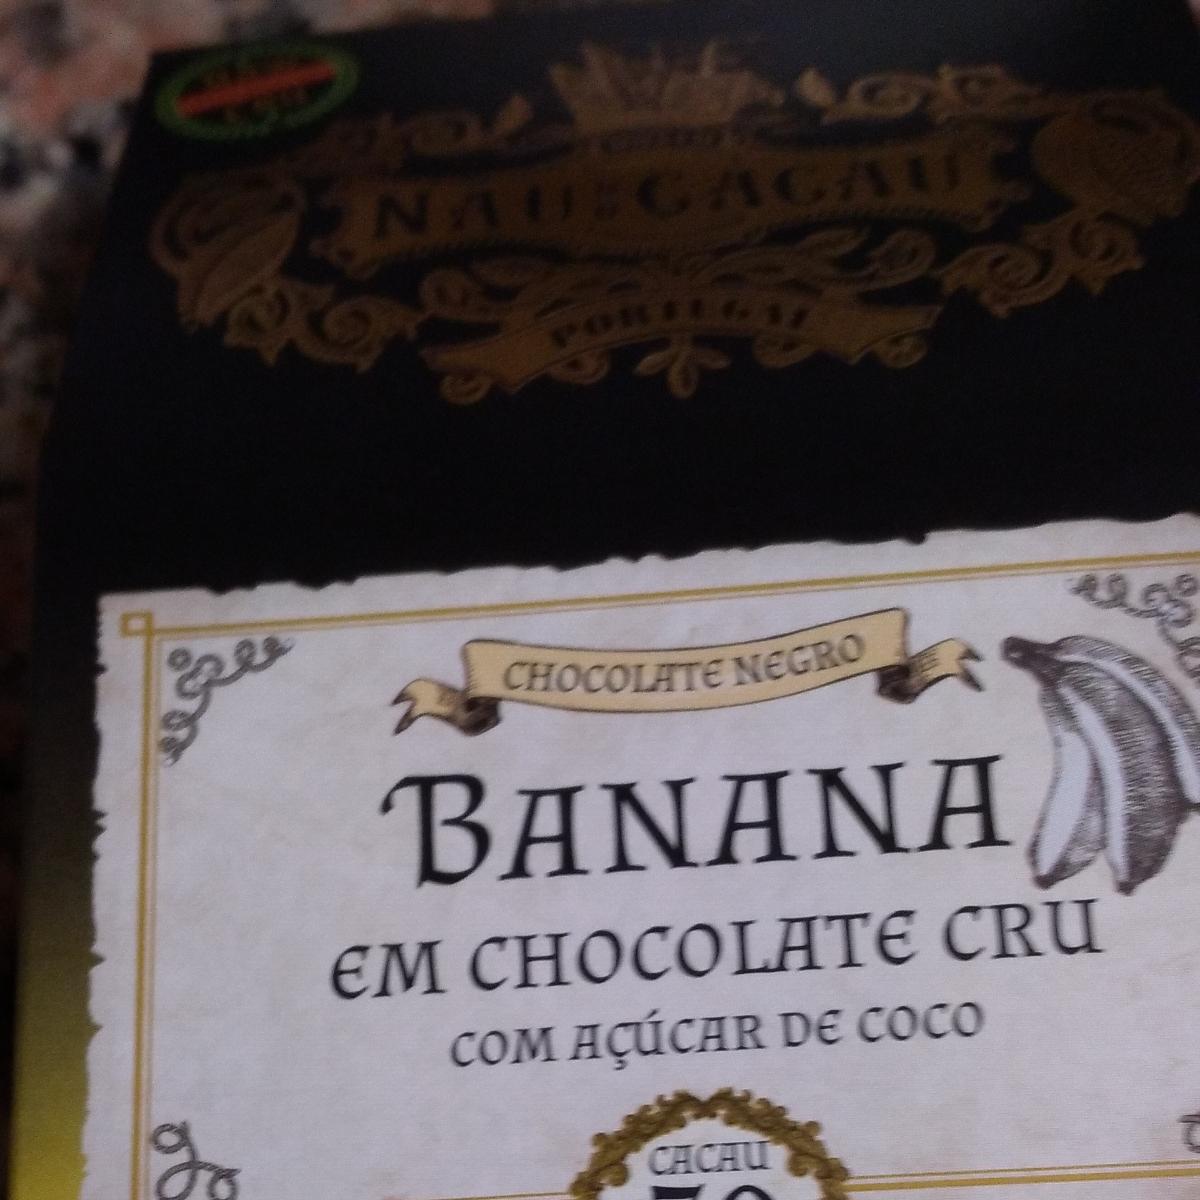 NAU CACAU
PORTUGAL
CHOCOLATE NEGRO
BANANA
EM CHOCOLATE CRU
COM AÇÚCAR DE COCO
CACAU